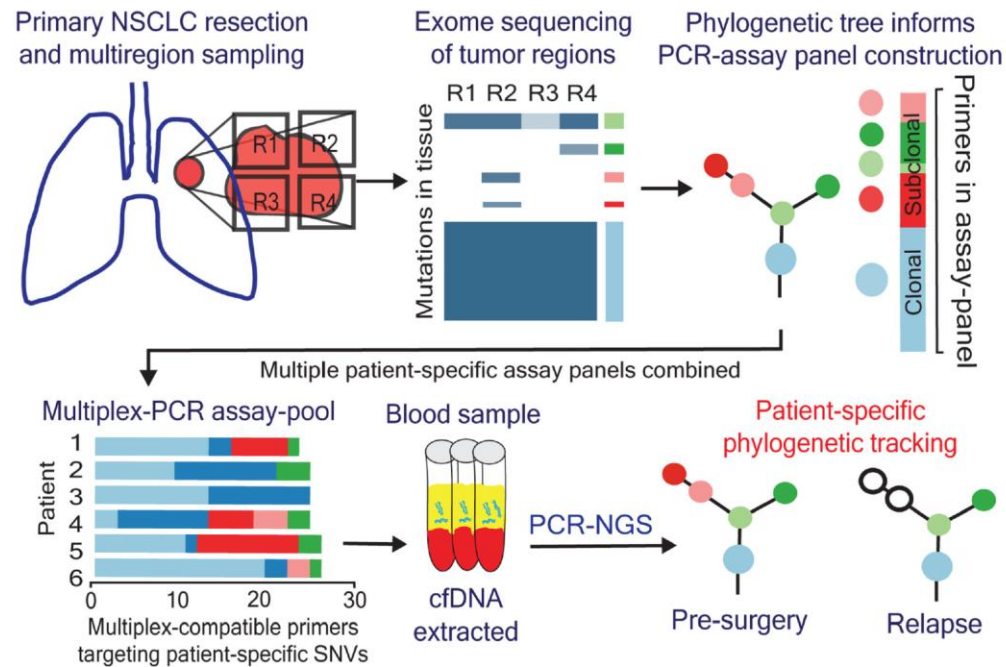 Primary NSCLC resection
and multiregion sampling
R1
R2
R3
R4
Exome sequencing
of tumor regions
R1 R2 R3 R4
Mutations in tissue
Phylogenetic tree informs
PCR-assay panel construction
Subclonal
Clonal
Primers in assay-panel
Multiple patient-specific assay panels combined
Multiplex-PCR assay-pool
Patient
1
2
3
4
5
6
0 10 20 30
Multiplex-compatible primers
targeting patient-specific SNVs
Blood sample
cfDNA
extracted
PCR-NGS
Patient-specific
phylogenetic tracking
Pre-surgery
Relapse